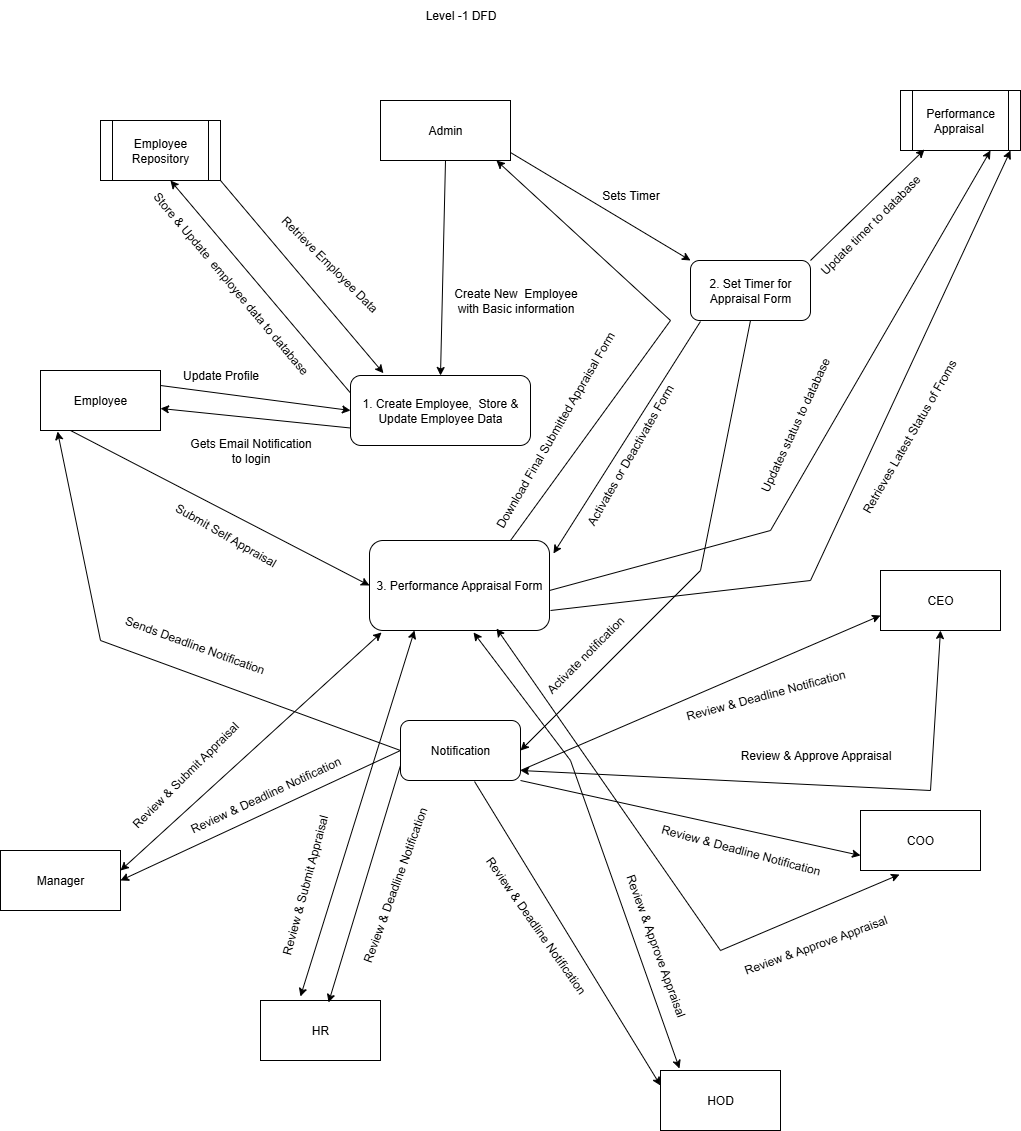 Level -1 DFD
Performance
Appraisal
Admin
Employee
Repository
Sets Timer
Update timer to database
Store & Update  employee data to database
Retrieve Employee Data
2. Set Timer for
Appraisal Form
Create New  Employee
with Basic information
Update Profile
Employee
1. Create Employee,  Store &
Update Employee Data
Gets Email Notification
to login
Download Final Submitted Appraisal Form
Activates or Deactivates Form
Updates status to database
Retrieves Latest Status of Froms
Submit Self Appraisal
3. Performance Appraisal Form
CEO
Sends Deadline Notification
Activate notification
Review & Deadline Notification
Notification
Review & Approve Appraisal
Review & Submit Appraisal
Review & Deadline Notification
Review & Deadline Notification
COO
Manager
Review & Submit Appraisal
Review & Deadline Notification
Review & Deadline Notification
Review & Approve Appraisal
Review & Approve Appraisal
HR
HOD